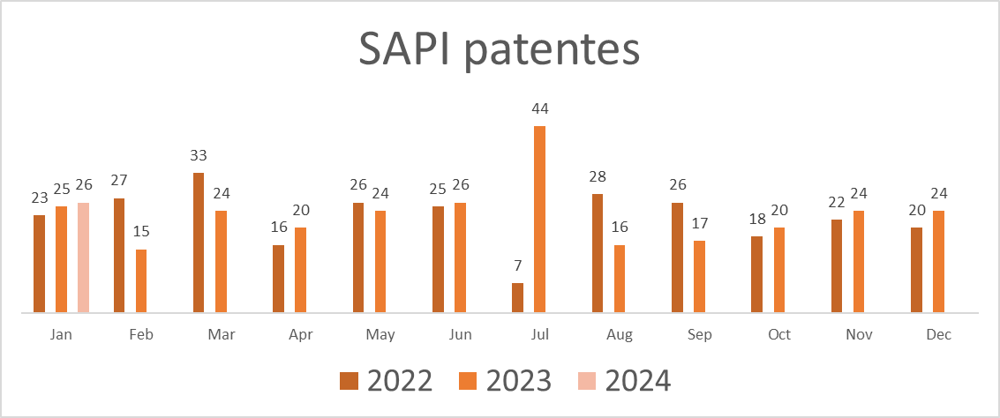 SAPI patentes
23 25 26 27 15 33 24 16 20 26 24 25 26 7 44 28 16 26 17 18 20 22 24 20 24
Jan Feb Mar Apr May Jun Jul Aug Sep Oct Nov Dec
2022 2023 2024